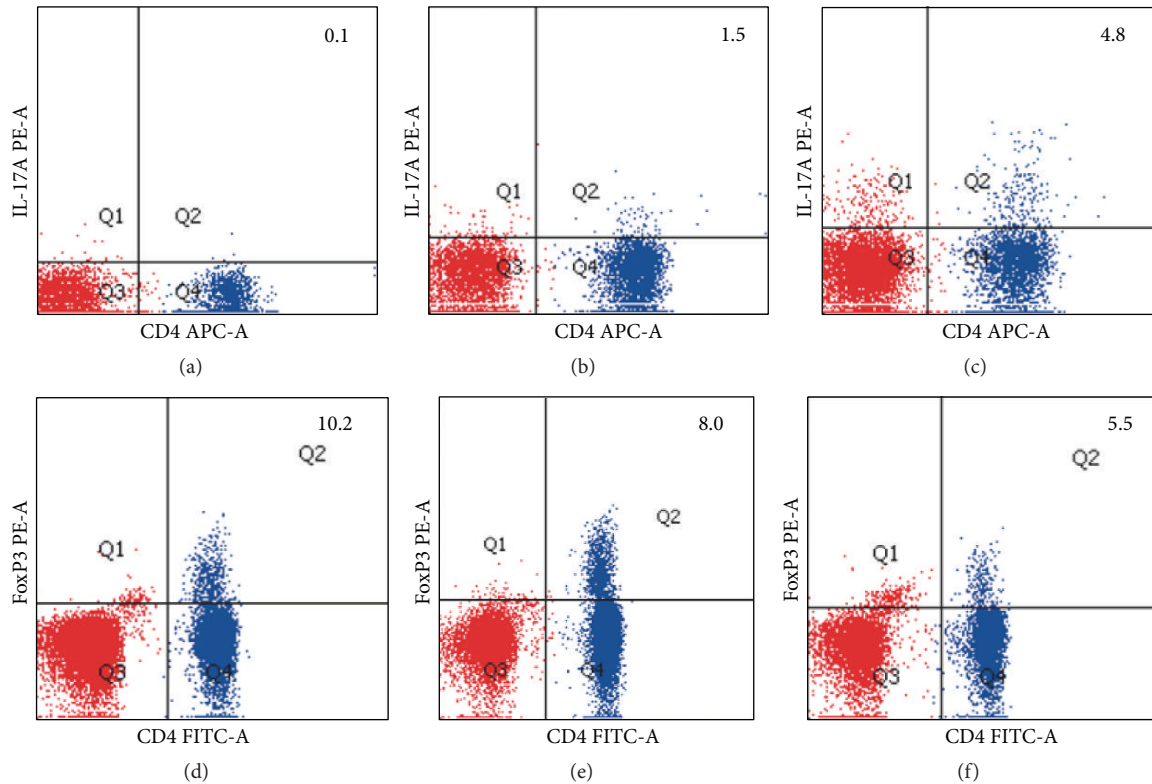 0.1
IL-17A PE-A
Q1
Q2
Q3
Q4
CD4 APC-A
(a)
1.5
IL-17A PE-A
Q1
Q2
Q3
Q4
CD4 APC-A
(b)
4.8
IL-17A PE-A
Q1
Q2
Q3
Q4
CD4 APC-A
(c)
10.2
Q2
FoxP3 PE-A
Q1
Q3
Q4
CD4 FITC-A
(d)
8.0
Q2
FoxP3 PE-A
Q1
Q3
Q4
CD4 FITC-A
(e)
5.5
Q2
FoxP3 PE-A
Q1
Q3
Q4
CD4 FITC-A
(f)